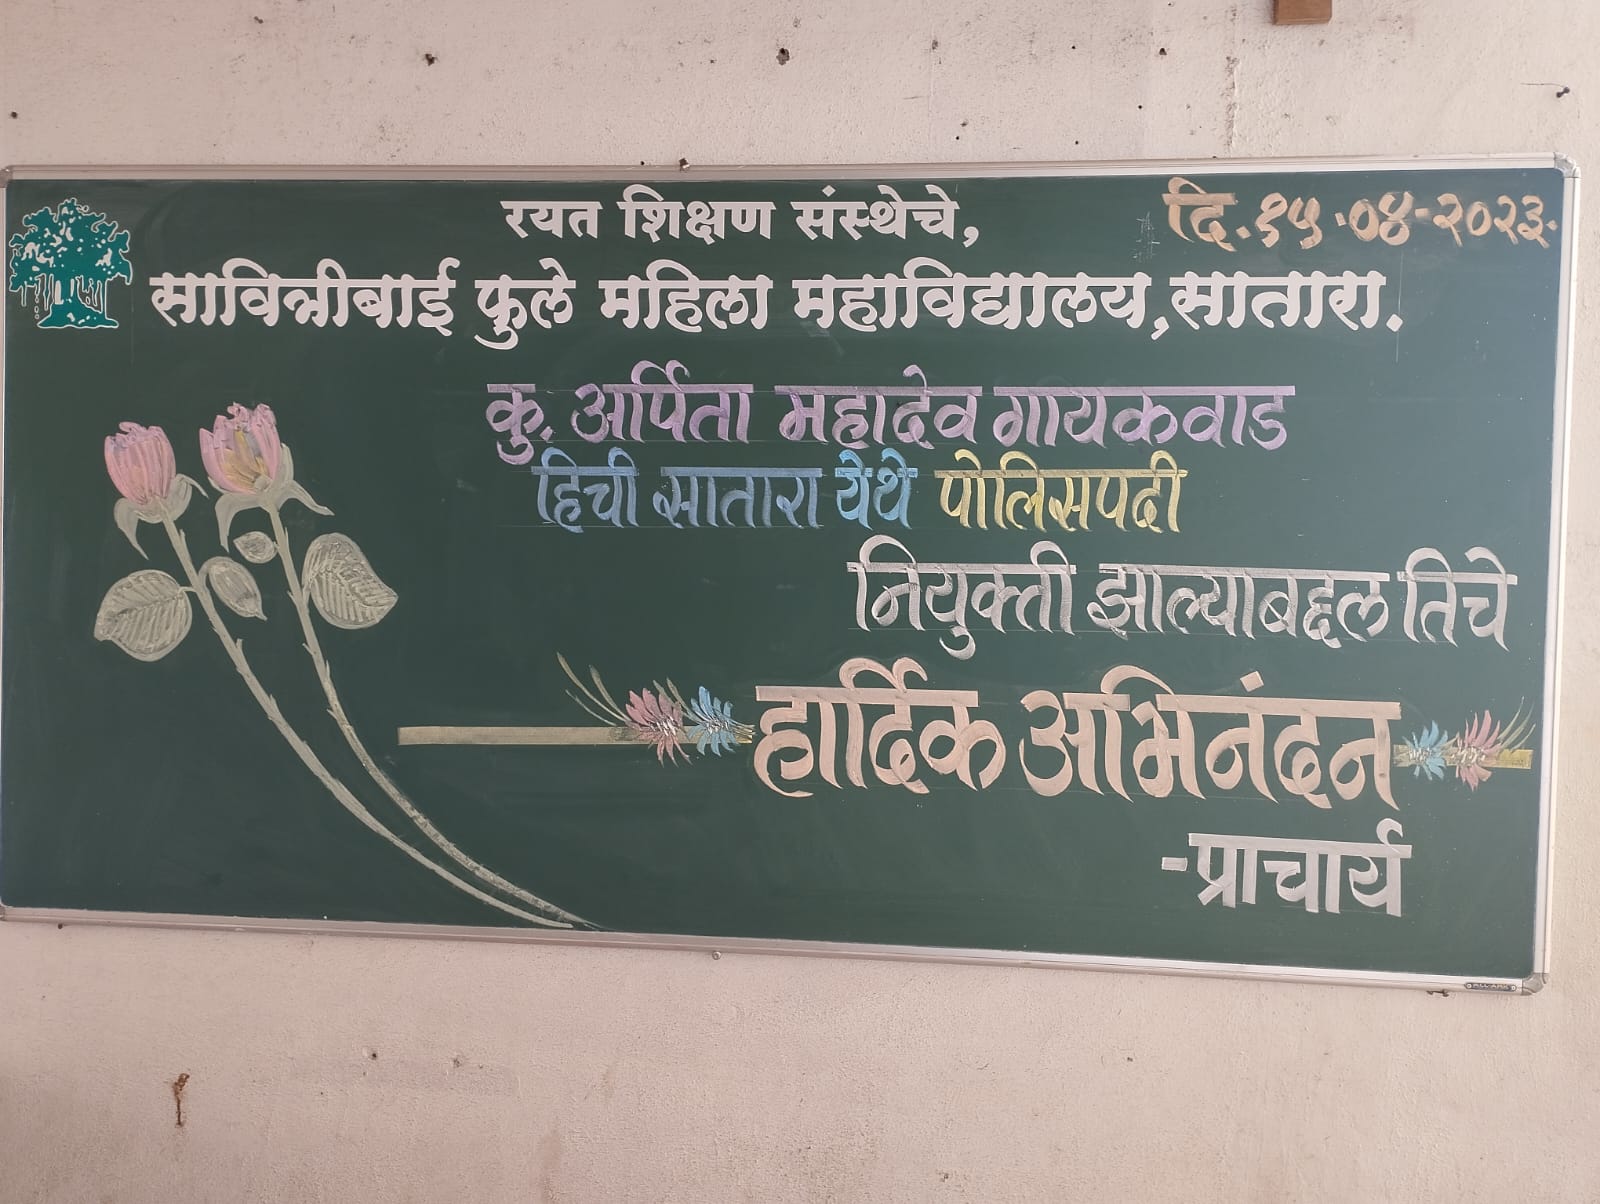 रयत शिक्षण संस्थेचे,
दि. १५.०४-२०२३.
सावित्रीबाई फुले महिला महाविद्यालय,सातारा.
कु. अर्पिता महादेव गायकवाड
हिची सातारा येथे पोलिसपदी
नियुक्ती झाल्याबद्दल तिचे
हार्दिक अभिनंदन
-प्राचार्य